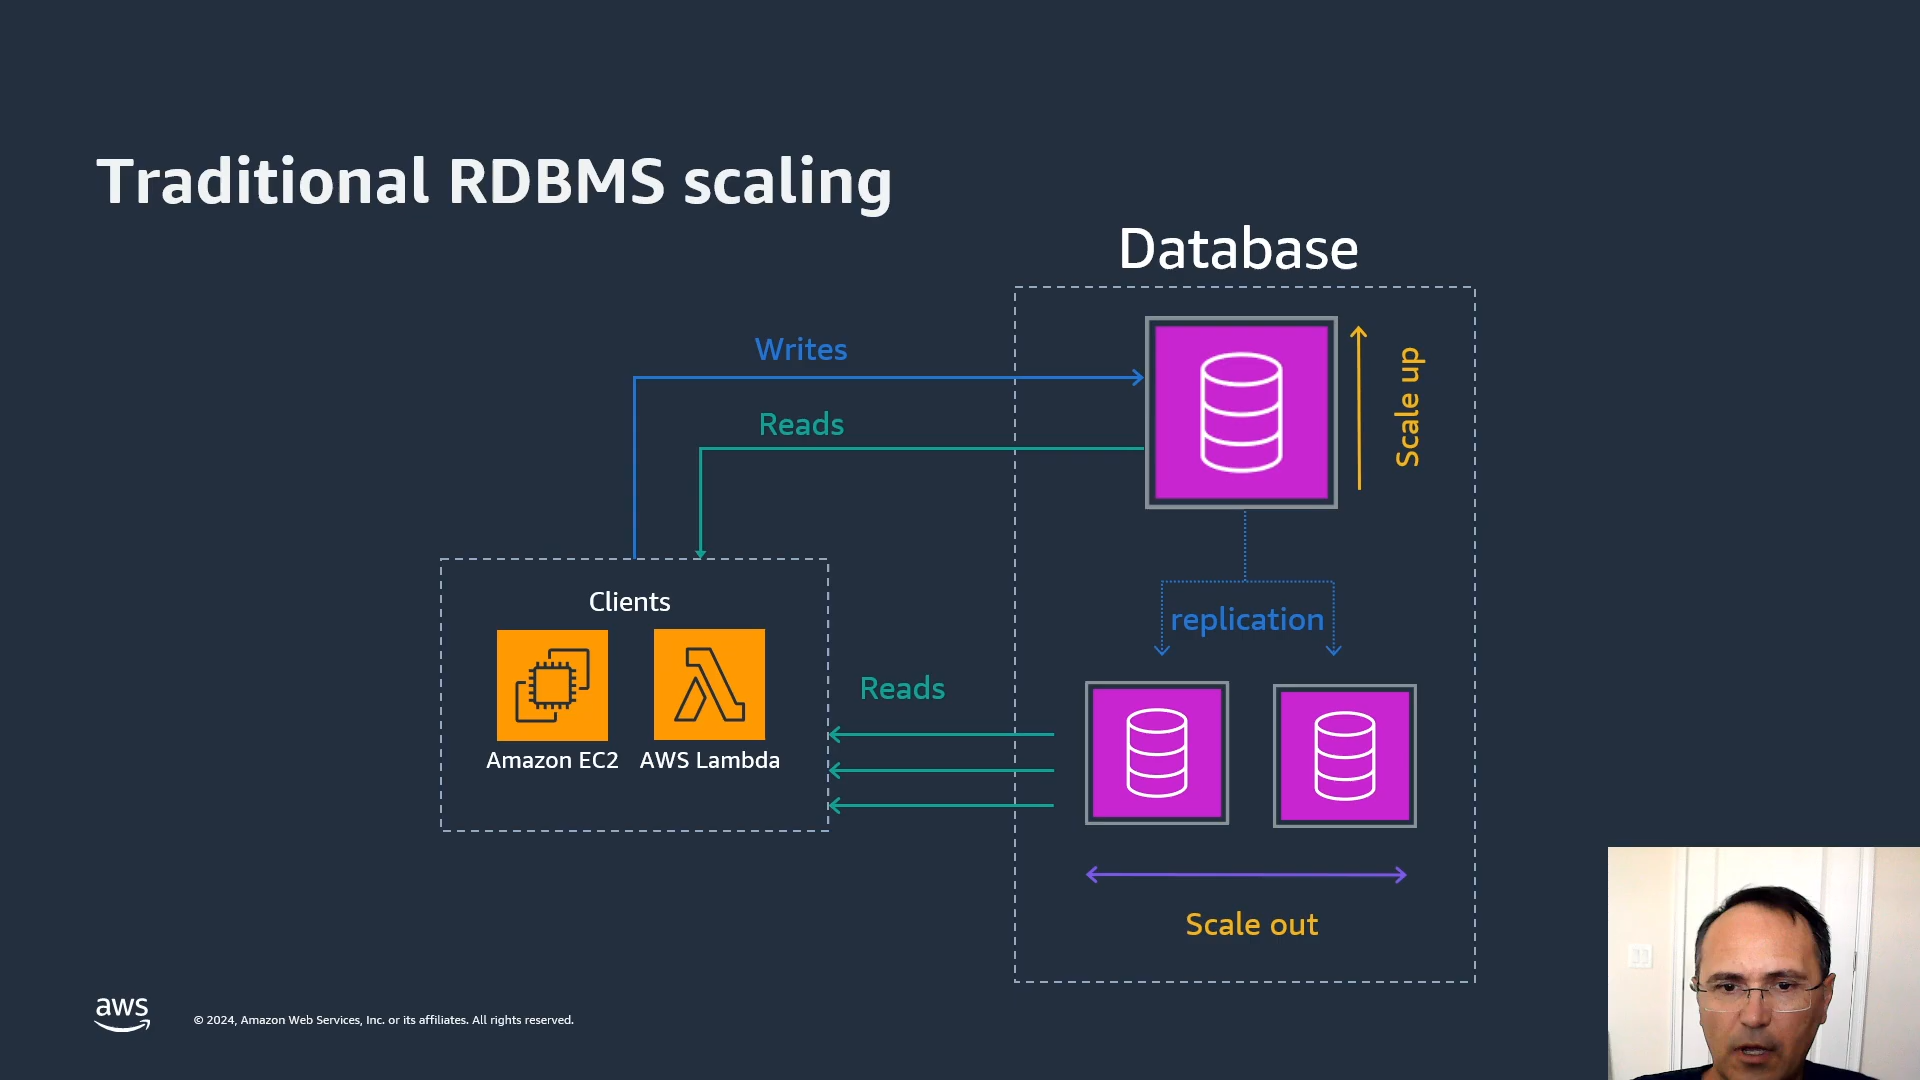 Traditional RDBMS scaling
Database
Writes
Reads
Scale up
Clients
Amazon EC2
AWS Lambda
replication
Reads
Scale out
aws
© 2024, Amazon Web Services, Inc. or its affiliates. All rights reserved.